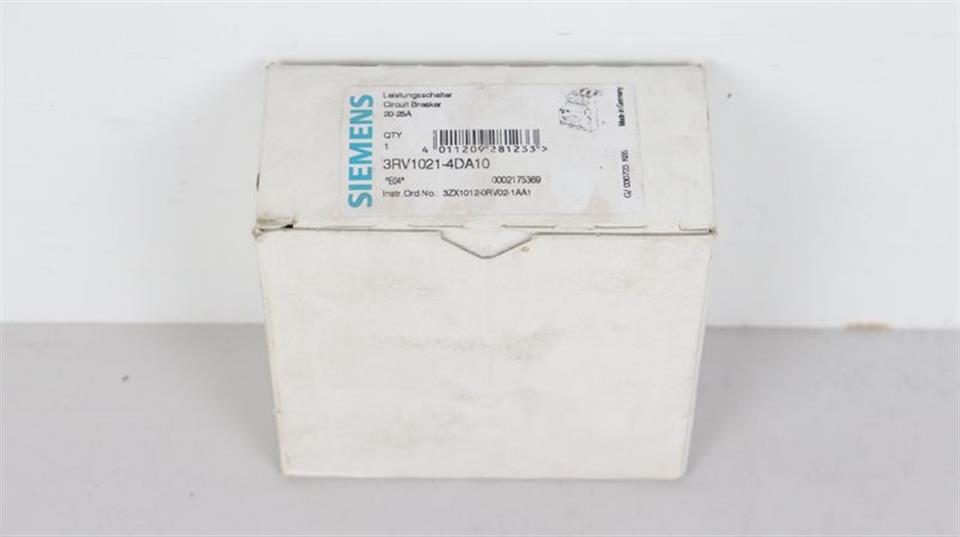 SIEMENS
Leistungsschalter
Circuit Breaker
20-25A
QTY
1
4 011209 281233 >
3RV1021-4DA10
*E04* 0002175369
Instr.Ord No.: 3ZX1012-0RV02-1AA1
Made in Germany
G/ 030723